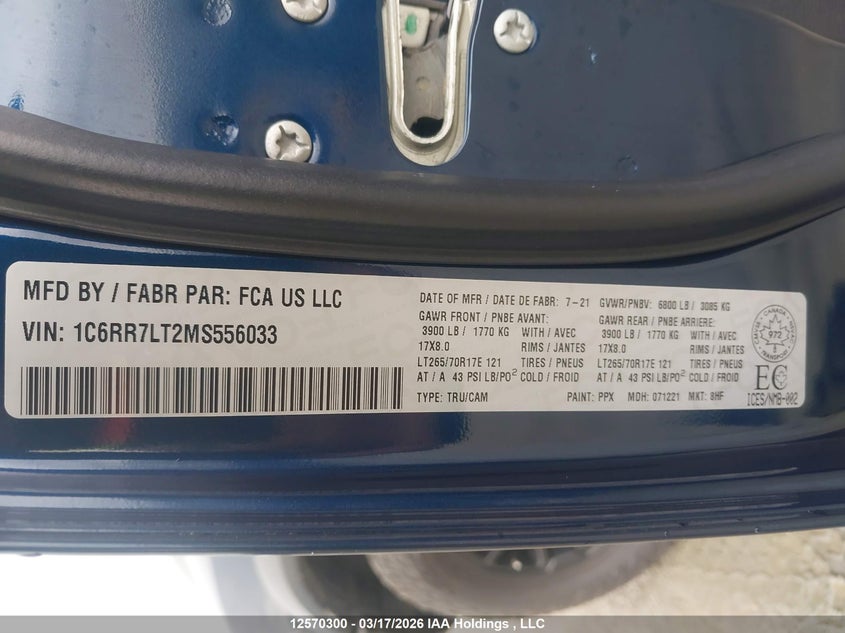 MFD BY / FABR PAR: FCA US LLC
VIN: 1C6RR7LT2MS556033
DATE OF MFR / DATE DE FABR: 7-21 GVWR/PNBV: 6800 LB / 3085 KG
GAWR FRONT / PNBE AVANT:
3900 LB / 1770 KG WITH / AVEC
17X8.0 RIMS / JANTES
LT265/70R17E 121 TIRES / PNEUS
AT / A 43 PSI LB/PO² COLD / FROID
GAWR REAR / PNBE ARRIERE:
3900 LB / 1770 KG WITH / AVEC
17X8.0 RIMS / JANTES
LT265/70R17E 121 TIRES / PNEUS
AT / A 43 PSI LB/PO² COLD / FROID
TYPE: TRU/CAM PAINT: PPX MDH: 071221 MKT: 8HF
CANADA
972
TRANSPORT
EC
ICES/NMB-002
12570300 - 03/17/2026 IAA Holdings , LLC